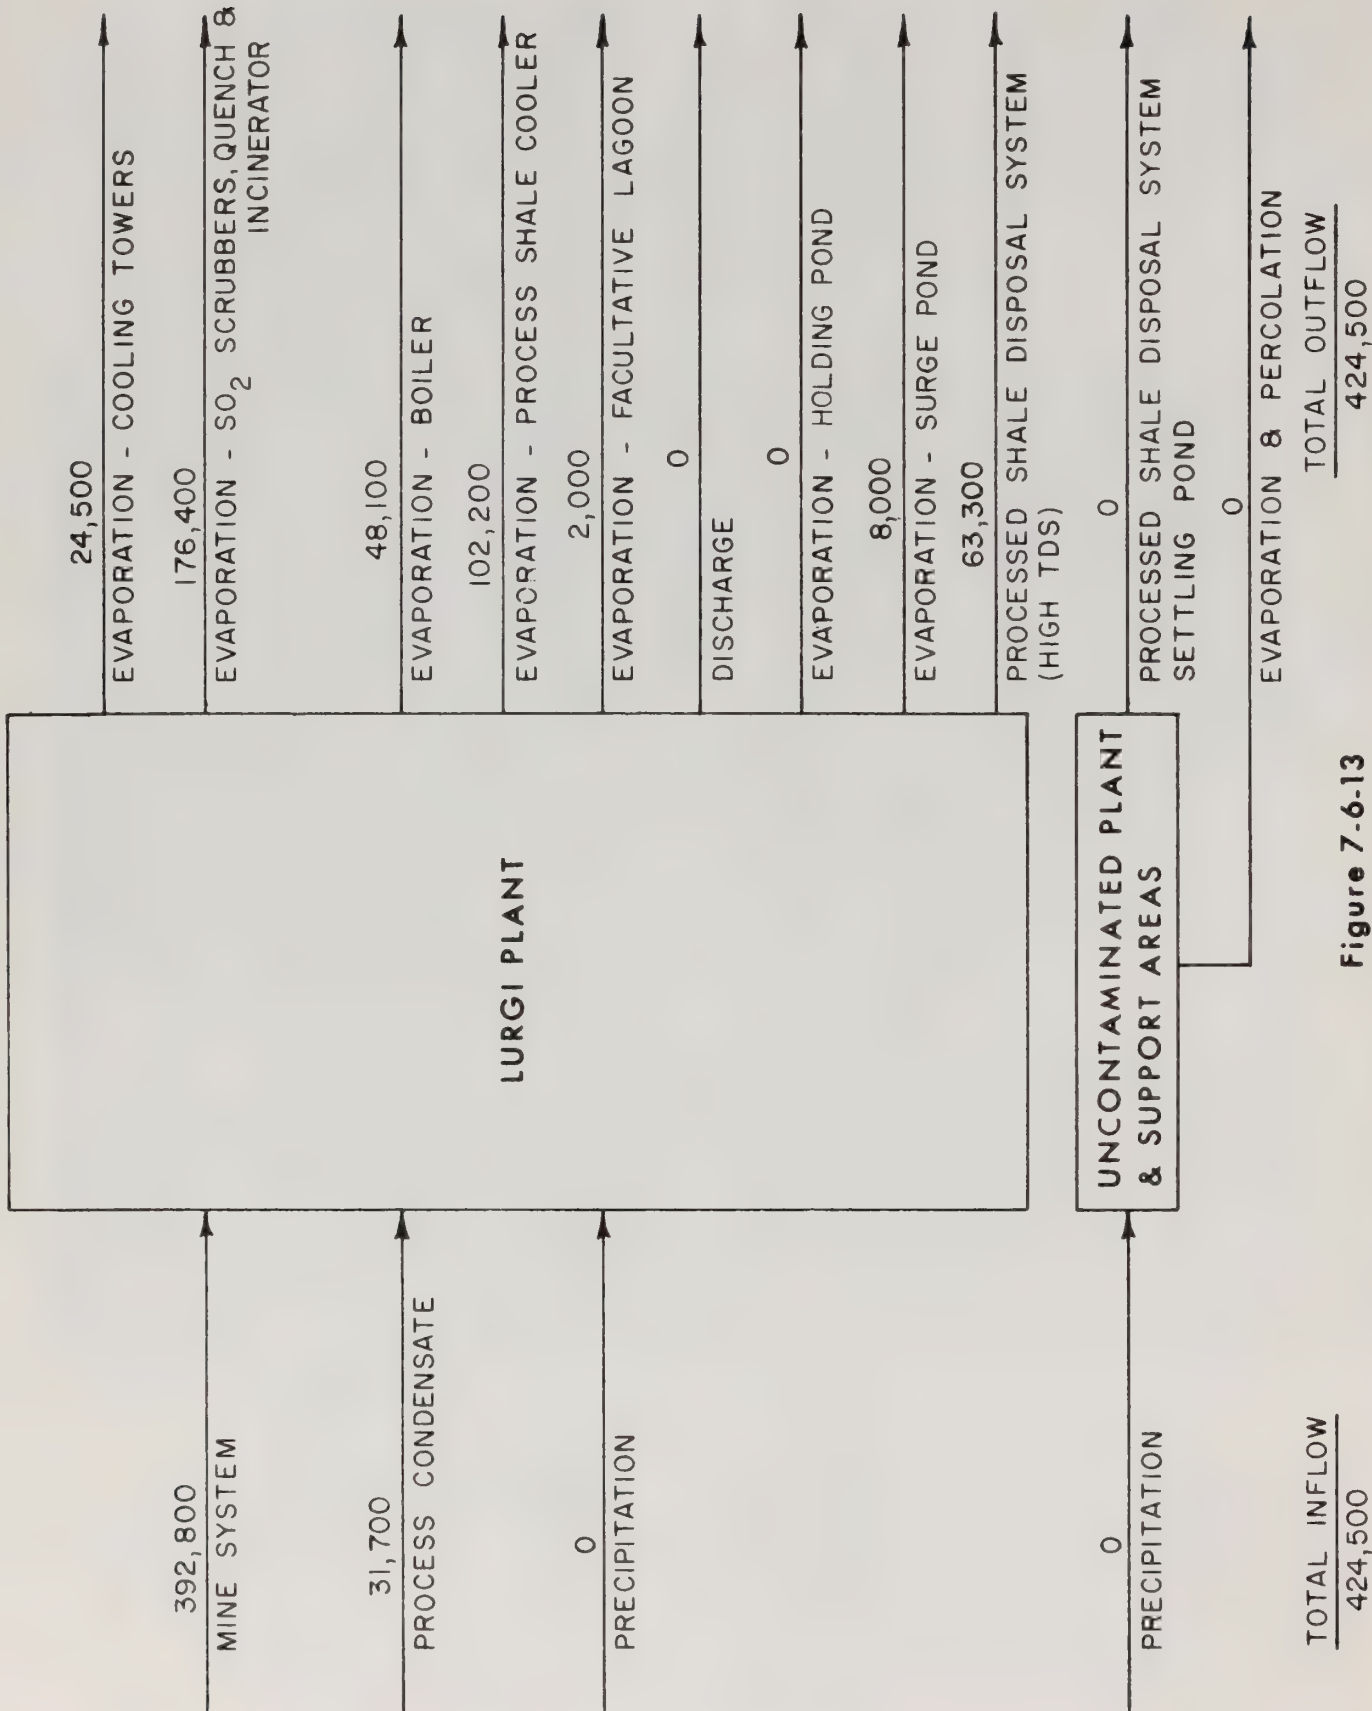 392,800
MINE SYSTEM
31,700
PROCESS CONDENSATE
0
PRECIPITATION
0
PRECIPITATION
TOTAL INFLOW
424,500
LURGI PLANT
UNCONTAMINATED PLANT
& SUPPORT AREAS
24,500
EVAPORATION - COOLING TOWERS
176,400
EVAPORATION - SO2 SCRUBBERS, QUENCH &
INCINERATOR
48,100
EVAPORATION - BOILER
102,200
EVAPORATION - PROCESS SHALE COOLER
2,000
EVAPORATION - FACULTATIVE LAGOON
0
DISCHARGE
0
EVAPORATION - HOLDING POND
8,000
EVAPORATION - SURGE POND
63,300
PROCESSED SHALE DISPOSAL SYSTEM
(HIGH TDS)
0
PROCESSED SHALE DISPOSAL SYSTEM
SETTLING POND
0
EVAPORATION & PERCOLATION
TOTAL OUTFLOW
424,500
Figure 7-6-13